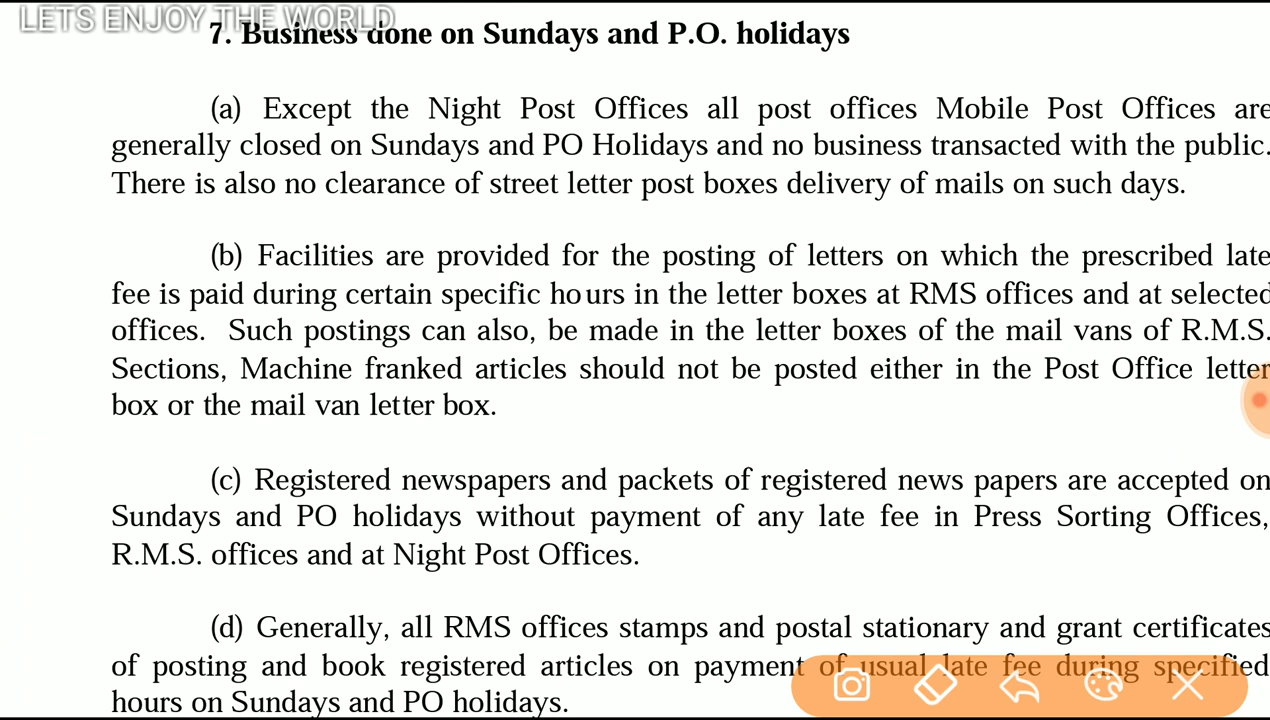 LETS ENJOY THE WORLD
7. Business done on Sundays and P.O. holidays
(a) Except the Night Post Offices all post offices Mobile Post Offices are
generally closed on Sundays and PO Holidays and no business transacted with the public.
There is also no clearance of street letter post boxes delivery of mails on such days.
(b) Facilities are provided for the posting of letters on which the prescribed late
fee is paid during certain specific hours in the letter boxes at RMS offices and at selected
offices. Such postings can also, be made in the letter boxes of the mail vans of R.M.S.
Sections, Machine franked articles should not be posted either in the Post Office letter
box or the mail van letter box.
(c) Registered newspapers and packets of registered news papers are accepted on
Sundays and PO holidays without payment of any late fee in Press Sorting Offices,
R.M.S. offices and at Night Post Offices.
(d) Generally, all RMS offices stamps and postal stationary and grant certificates
of posting and book registered articles on payment of usual late fee during specified
hours on Sundays and PO holidays.